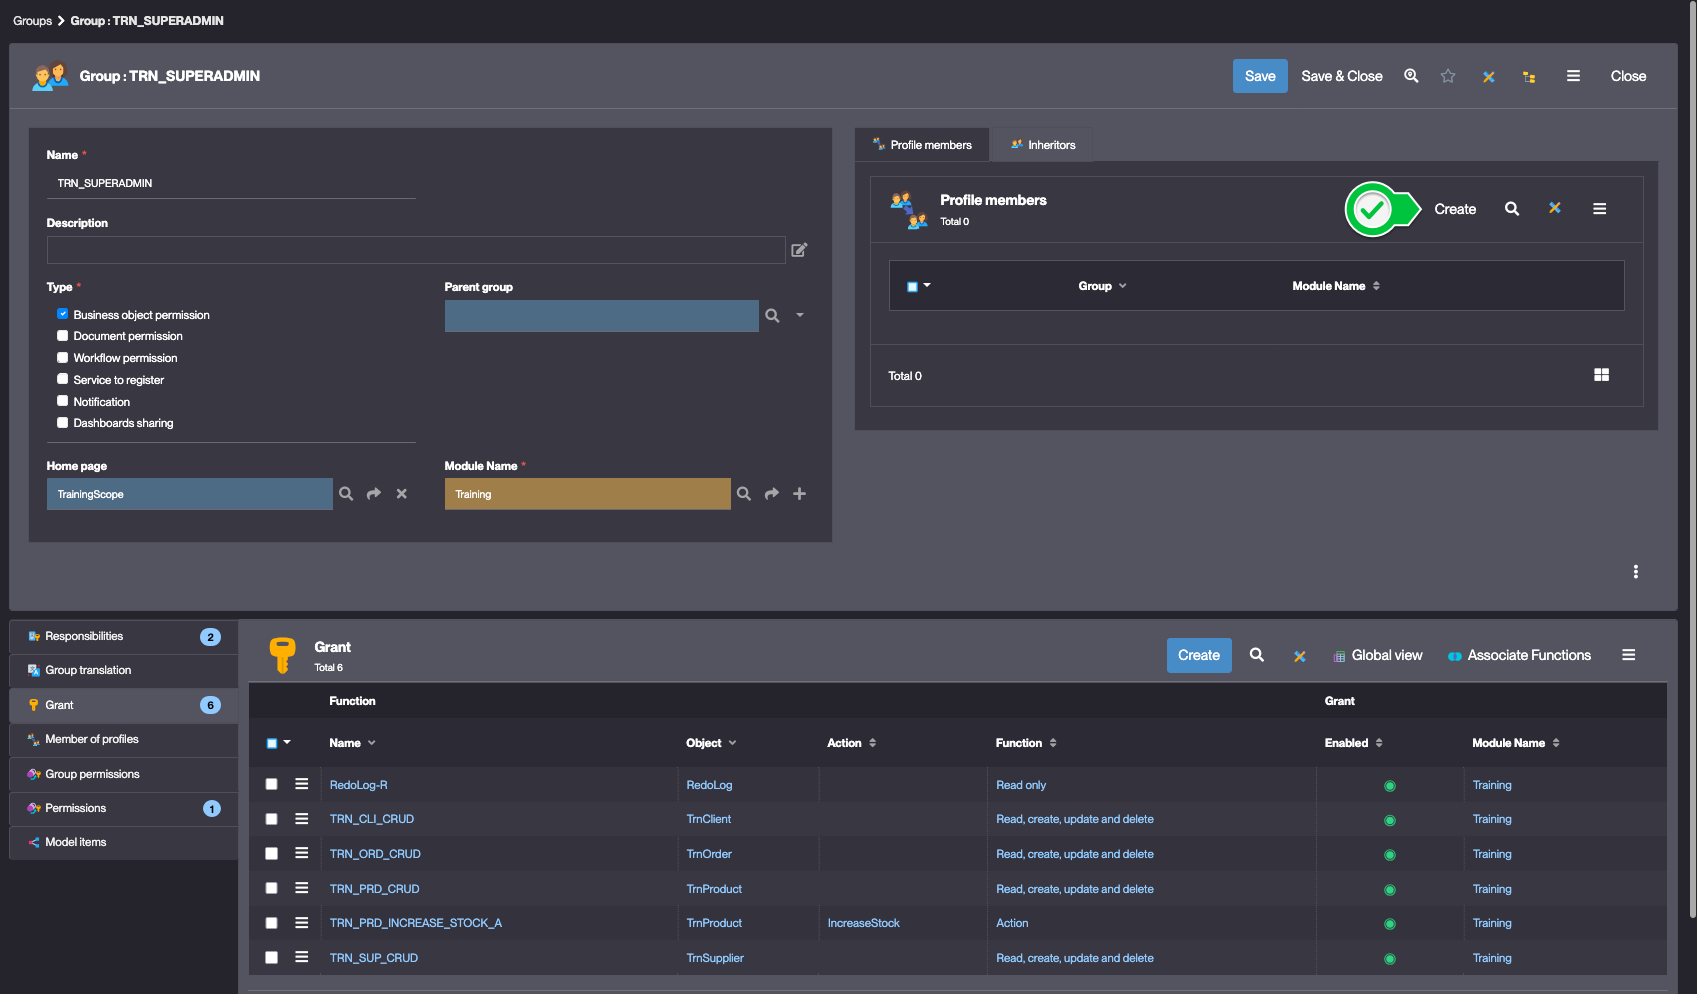 Groups > Group : TRN_SUPERADMIN
Group : TRN_SUPERADMIN
Save
Save & Close
Close
Name *
TRN_SUPERADMIN
Description
Type *
Business object permission
Document permission
Workflow permission
Service to register
Notification
Dashboards sharing
Parent group
Home page
TrainingScope
Module Name *
Training
Profile members
Inheritors
Profile members
Total 0
Create
Group
Module Name
Total 0
Responsibilities 2
Group translation
Grant 6
Member of profiles
Group permissions
Permissions 1
Model items
Grant
Total 6
Create
Global view
Associate Functions
Function Grant
Name Object Action Function Enabled Module Name
RedoLog-R RedoLog Read only Training
TRN_CLI_CRUD TrnClient Read, create, update and delete Training
TRN_ORD_CRUD TrnOrder Read, create, update and delete Training
TRN_PRD_CRUD TrnProduct Read, create, update and delete Training
TRN_PRD_INCREASE_STOCK_A TrnProduct IncreaseStock Action Training
TRN_SUP_CRUD TrnSupplier Read, create, update and delete Training